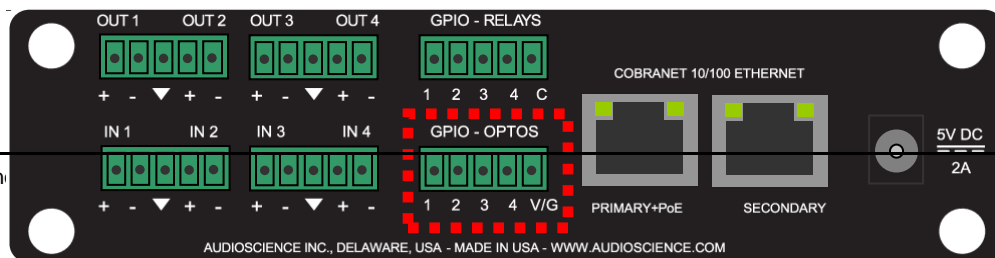 OUT 1 OUT 2 OUT 3 OUT 4 GPIO - RELAYS
COBRANET 10/100 ETHERNET
+ - + - + - + - 1 2 3 4 C
IN 1 IN 2 IN 3 IN 4 GPIO - OPTOS
5V DC
2A
+ - + - + - + - 1 2 3 4 V/G
PRIMARY+PoE SECONDARY
AUDIOSCIENCE INC., DELAWARE, USA - MADE IN USA - WWW.AUDIOSCIENCE.COM